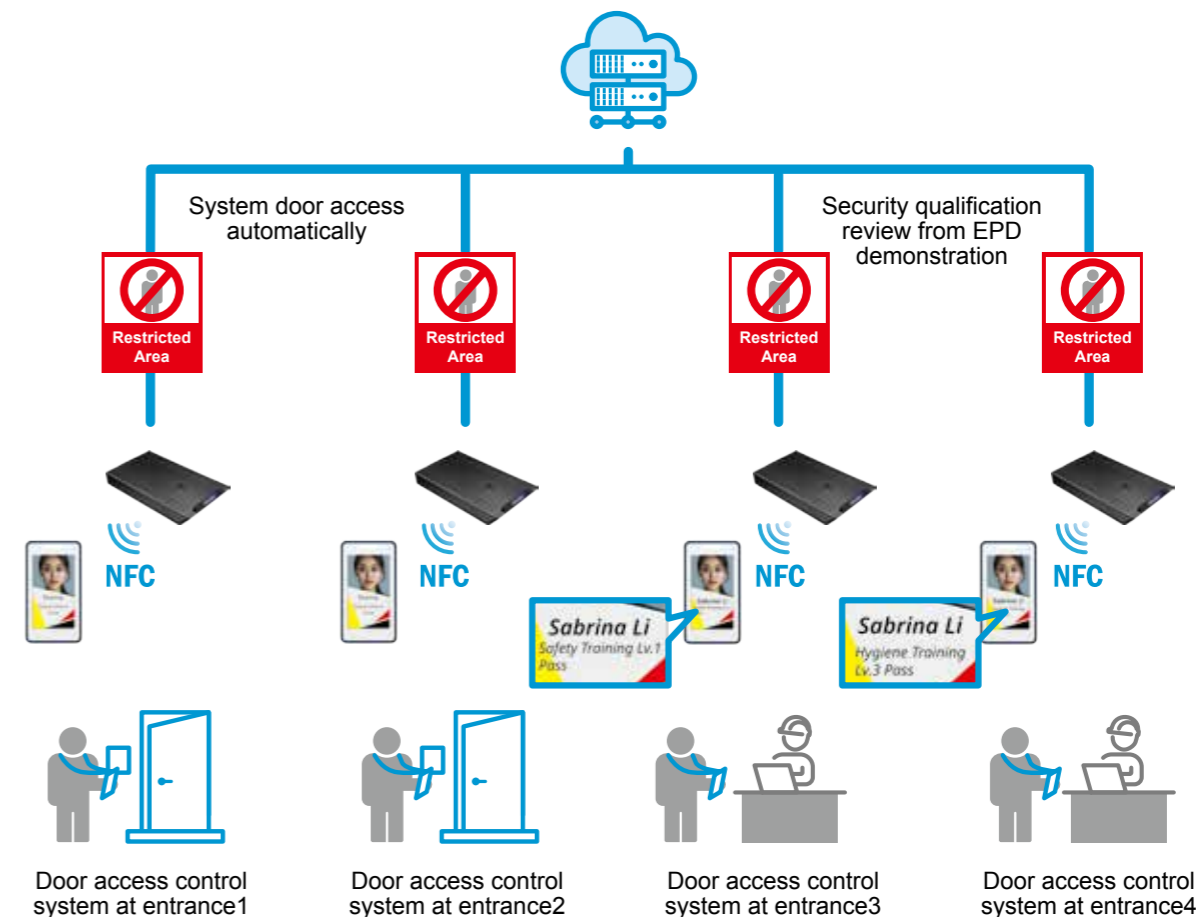 System door access
automatically
Security qualification
review from EPD
demonstration
Restricted
Area
Restricted
Area
Restricted
Area
Restricted
Area
NFC
NFC
NFC
NFC
Sabrina Li
Safety Training Lv.1
Pass
Sabrina Li
Hygiene Training
Lv.3 Pass
Door access control
system at entrance1
Door access control
system at entrance2
Door access control
system at entrance3
Door access control
system at entrance4